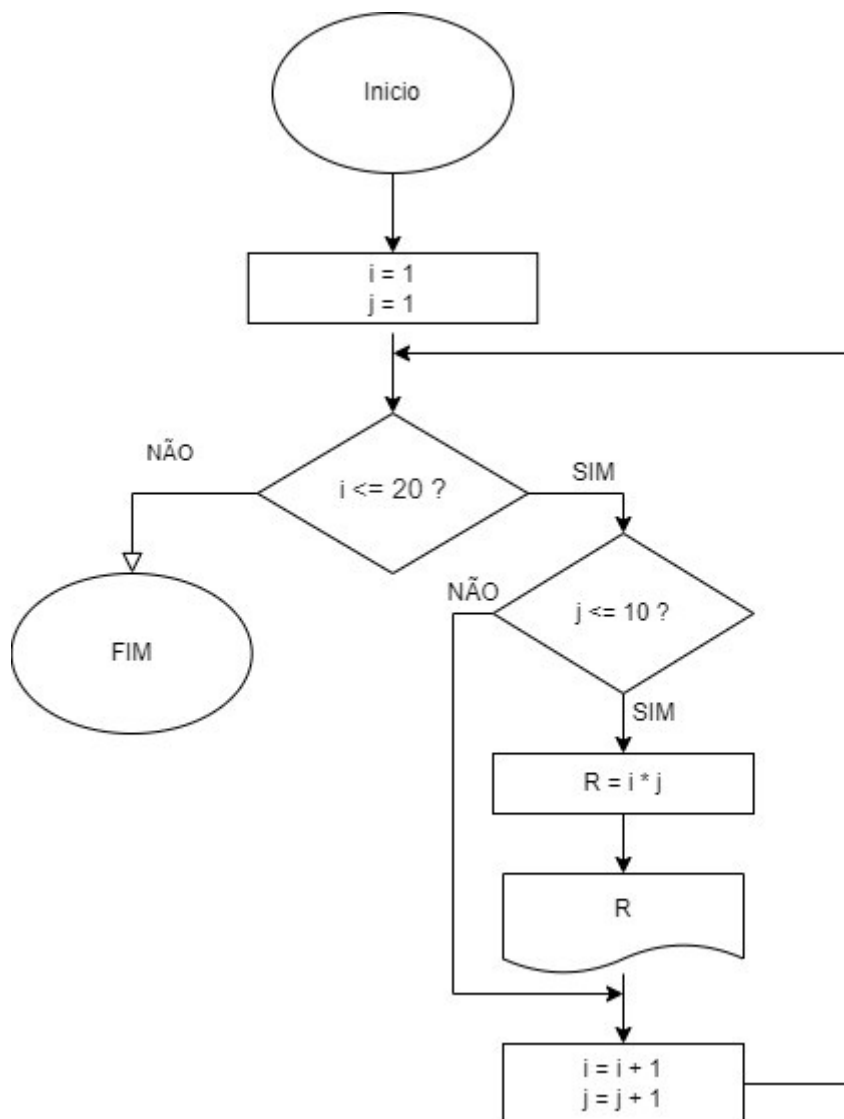 Inicio
i = 1
j = 1
NÃO
i <= 20 ?
SIM
NÃO
j <= 10 ?
FIM
SIM
R = i * j
R
i = i + 1
j = j + 1